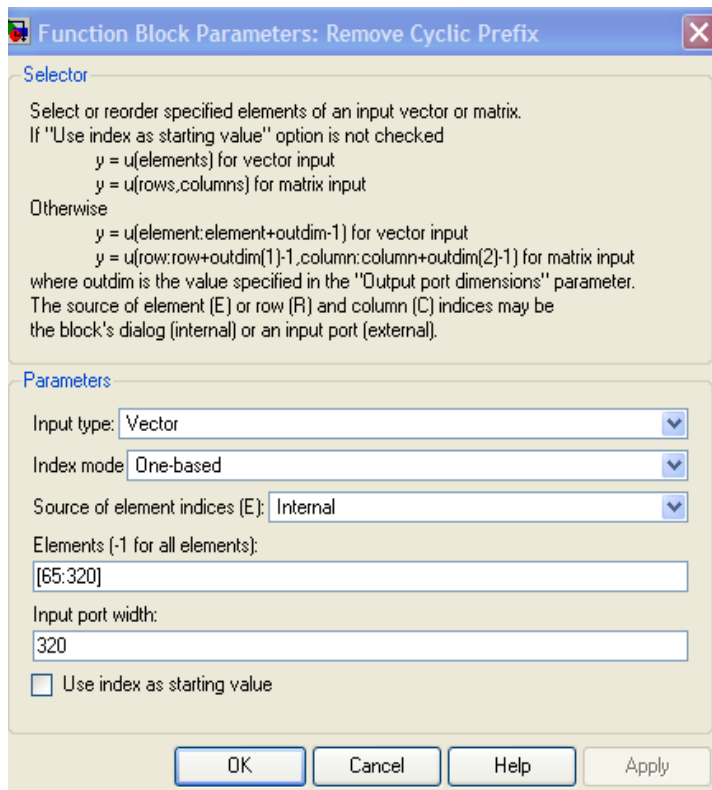 Function Block Parameters: Remove Cyclic Prefix
Selector
Select or reorder specified elements of an input vector or matrix.
If "Use index as starting value" option is not checked
y = u(elements) for vector input
y = u(rows,columns) for matrix input
Otherwise
y = u(element:element+outdim-1) for vector input
y = u(row:row+outdim(1)-1,column:column+outdim(2)-1) for matrix input
where outdim is the value specified in the "Output port dimensions" parameter.
The source of element (E) or row (R) and column (C) indices may be
the block's dialog (internal) or an input port (external).
Parameters
Input type: Vector
Index mode One-based
Source of element indices (E): Internal
Elements (-1 for all elements):
[65:320]
Input port width:
320
Use index as starting value
OK Cancel Help Apply